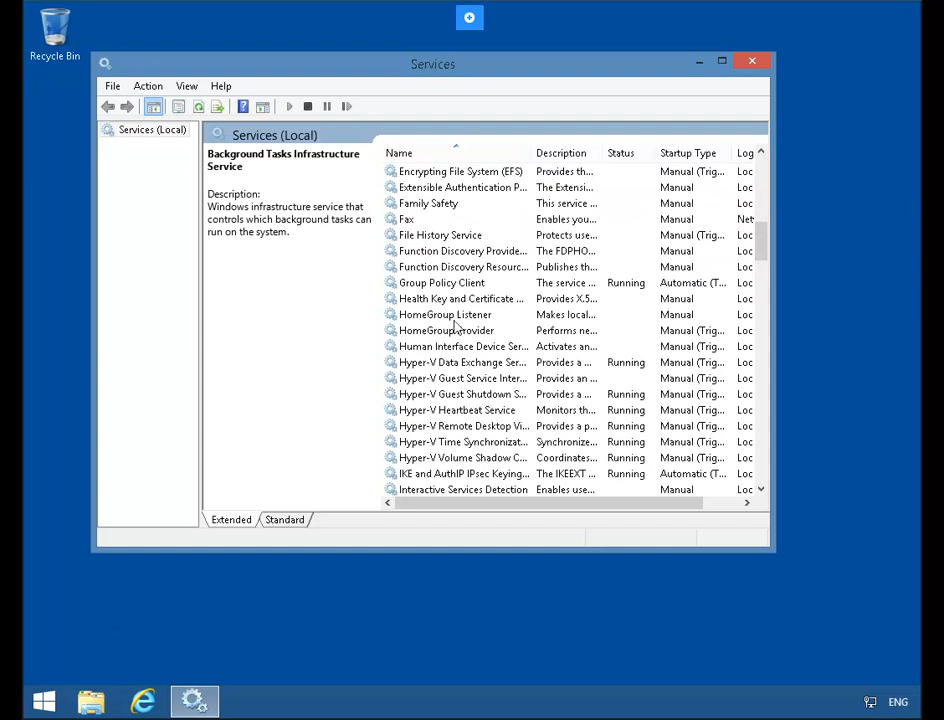 Recycle Bin
Services
File Action View Help
Services (Local)
Services (Local)
Background Tasks Infrastructure
Service
Description:
Windows infrastructure service that
controls which background tasks can
run on the system.
Name Description Status Startup Type Log
Encrypting File System (EFS) Provides th... Manual (Trig... Loc
Extensible Authentication P... The Extensi... Manual Loc
Family Safety This service ... Manual Loc
Fax Enables you... Manual Net
File History Service Protects use... Manual (Trig... Loc
Function Discovery Provide... The FDPHO... Manual Loc
Function Discovery Resourc... Publishes th... Manual Loc
Group Policy Client The service ... Running Automatic (T... Loc
Health Key and Certificate ... Provides X.5... Manual Loc
HomeGroup Listener Makes local... Manual Loc
HomeGroup Provider Performs ne... Manual (Trig... Loc
Human Interface Device Ser... Activates an... Manual (Trig... Loc
Hyper-V Data Exchange Ser... Provides a ... Running Manual (Trig... Loc
Hyper-V Guest Service Inter... Provides an ... Manual (Trig... Loc
Hyper-V Guest Shutdown S... Provides a ... Running Manual (Trig... Loc
Hyper-V Heartbeat Service Monitors th... Running Manual (Trig... Loc
Hyper-V Remote Desktop Vi... Provides a p... Running Manual (Trig... Loc
Hyper-V Time Synchronizat... Synchronize... Running Manual (Trig... Loc
Hyper-V Volume Shadow C... Coordinates... Running Manual (Trig... Loc
IKE and AuthIP IPsec Keying... The IKEEXT ... Running Automatic (T... Loc
Interactive Services Detection Enables use... Manual Loc
Extended Standard
ENG